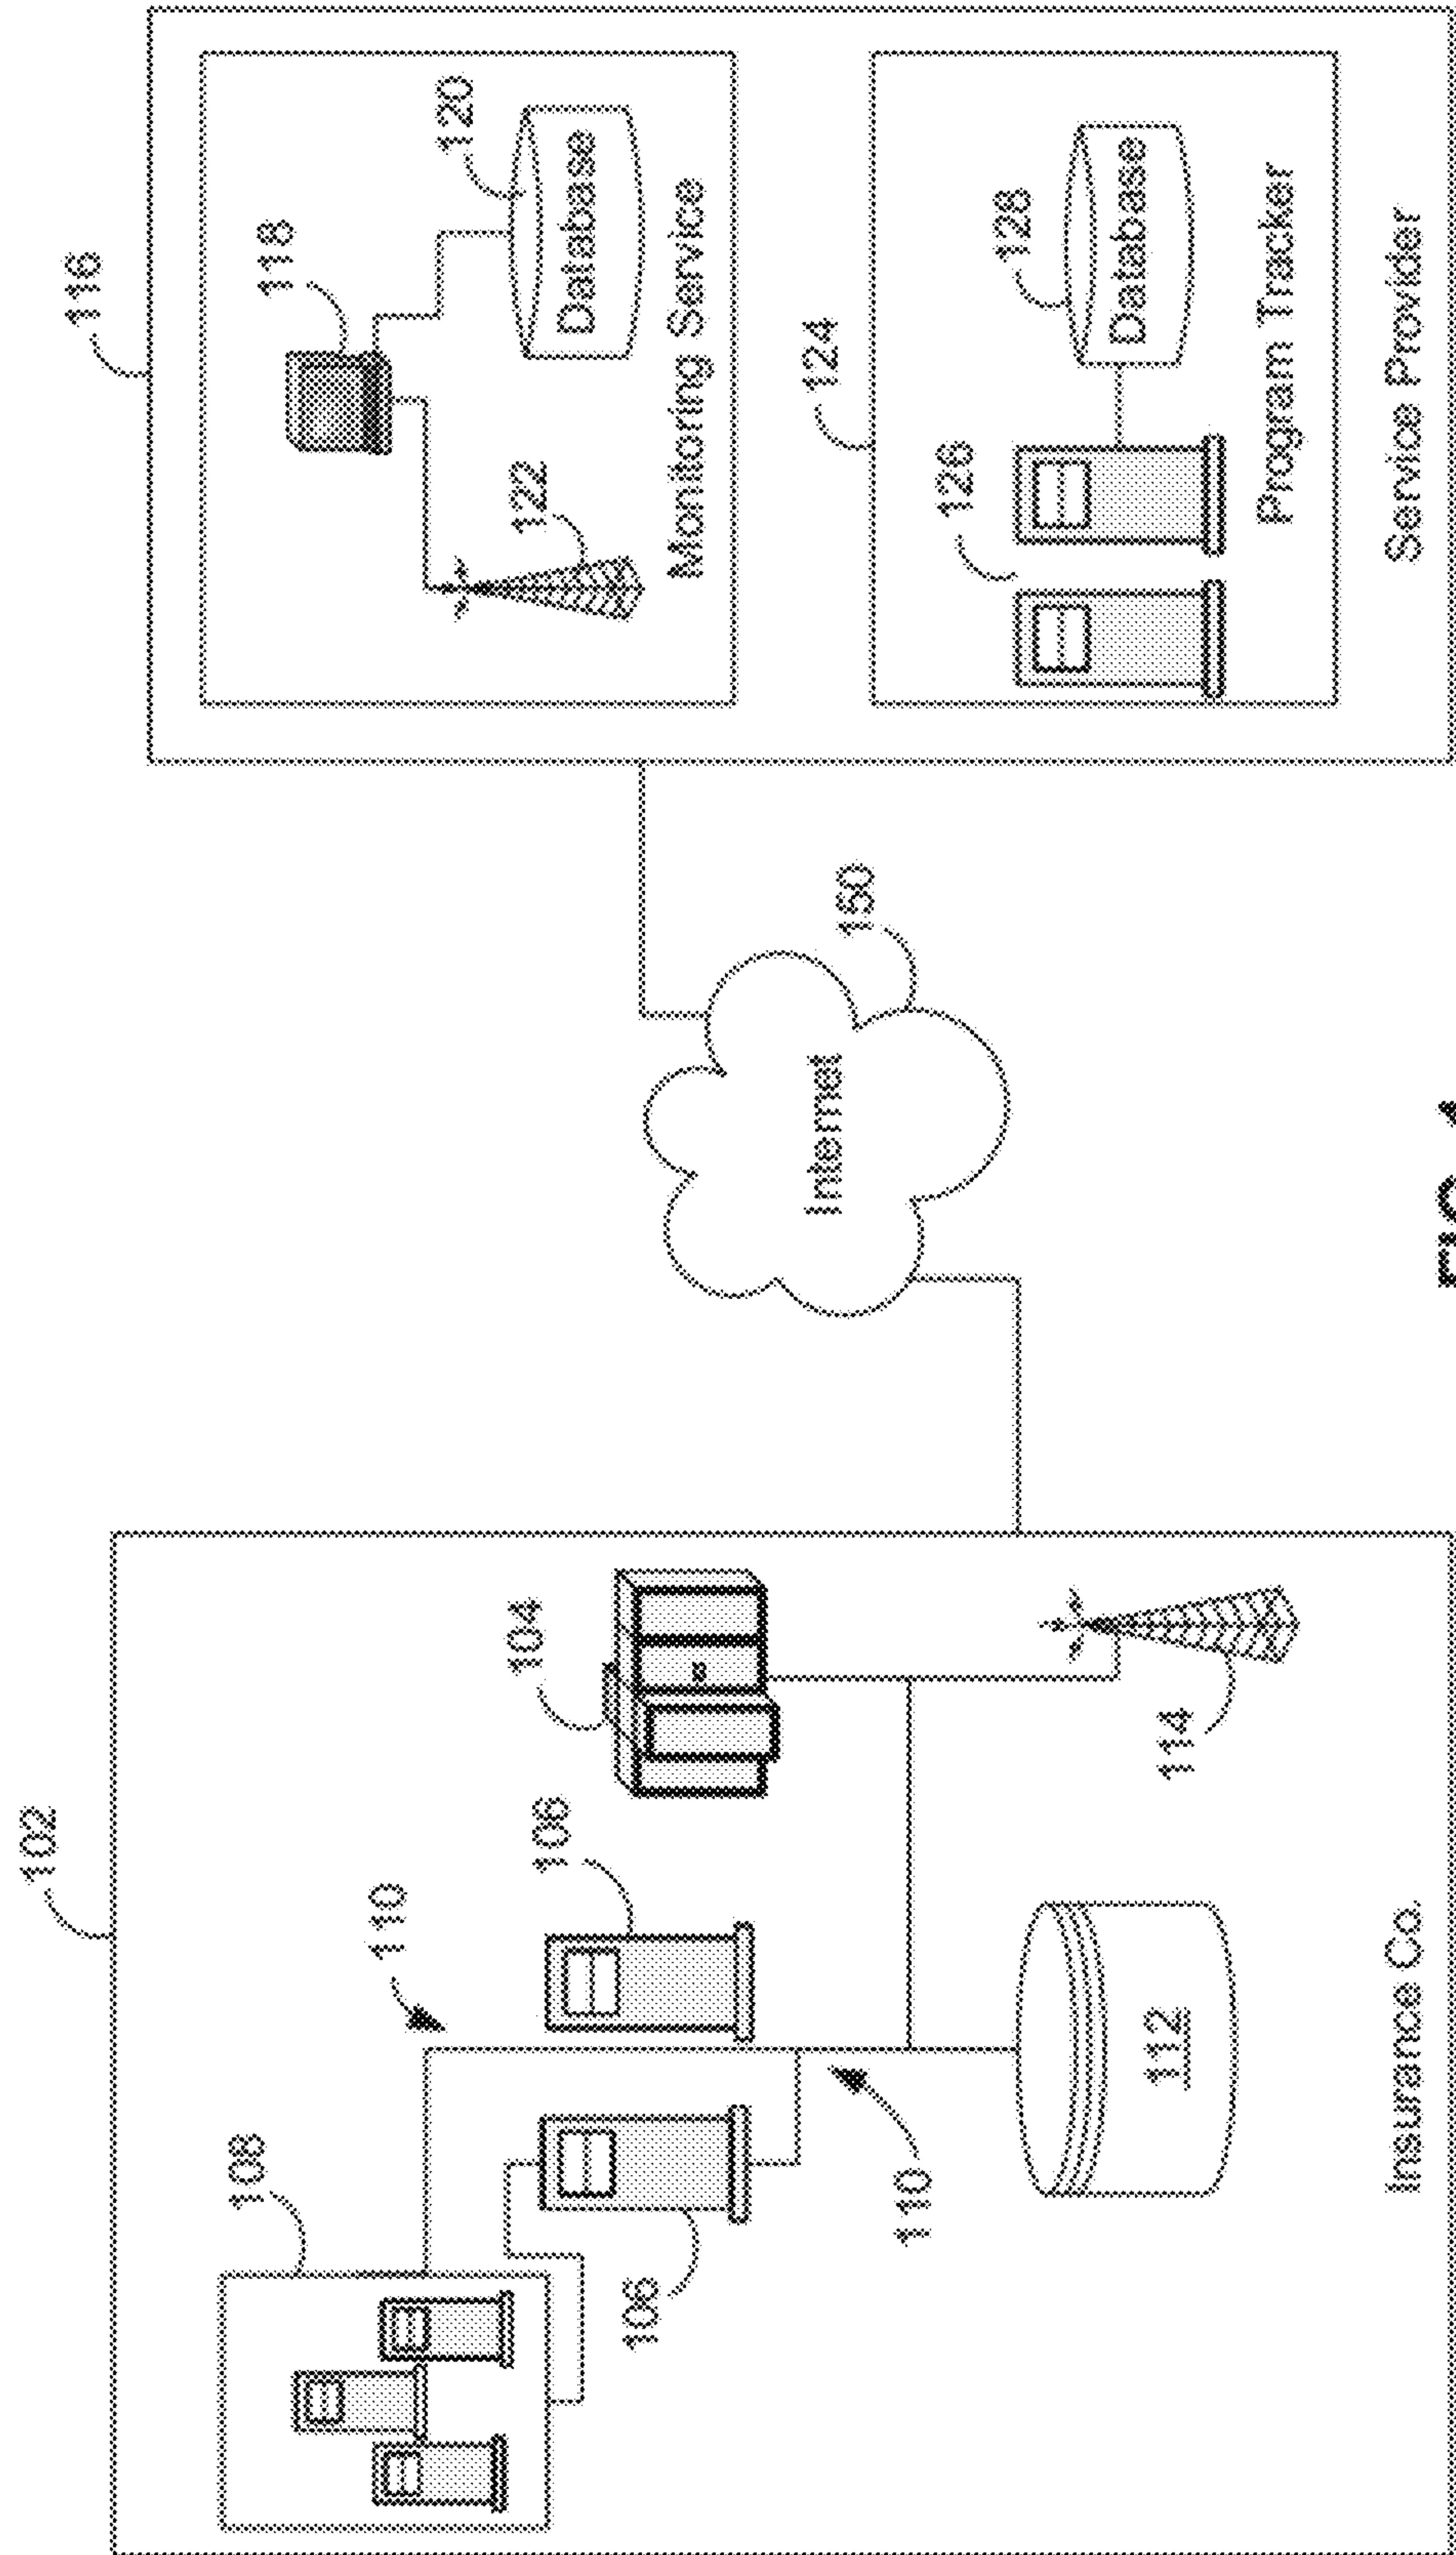 102
104
106
110
108
106
110
112
114
Insurance Co.
Internet
150
116
118
120
122
Database
Monitoring Service
124
126
128
Database
Program Tracker
Service Provider